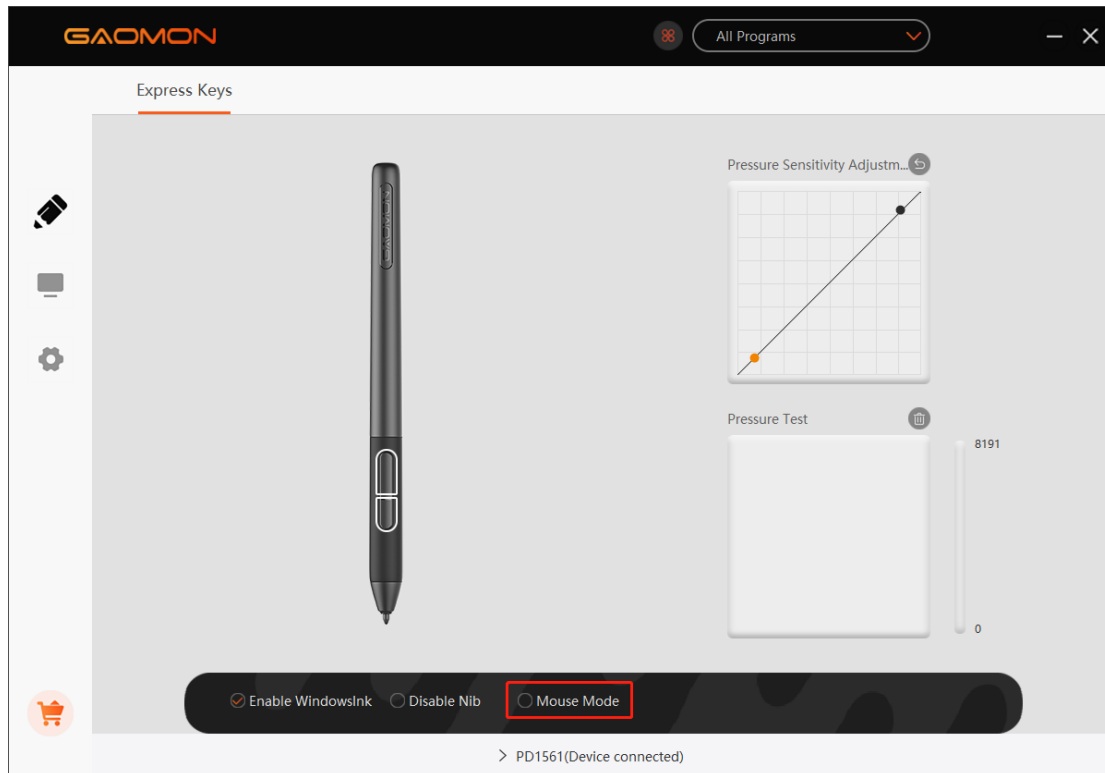 GAOMON
All Programs
Express Keys
Pressure Sensitivity Adjustm...
GAOMON
Pressure Test
8191
0
Enable WindowsInk
Disable Nib
Mouse Mode
PD1561(Device connected)